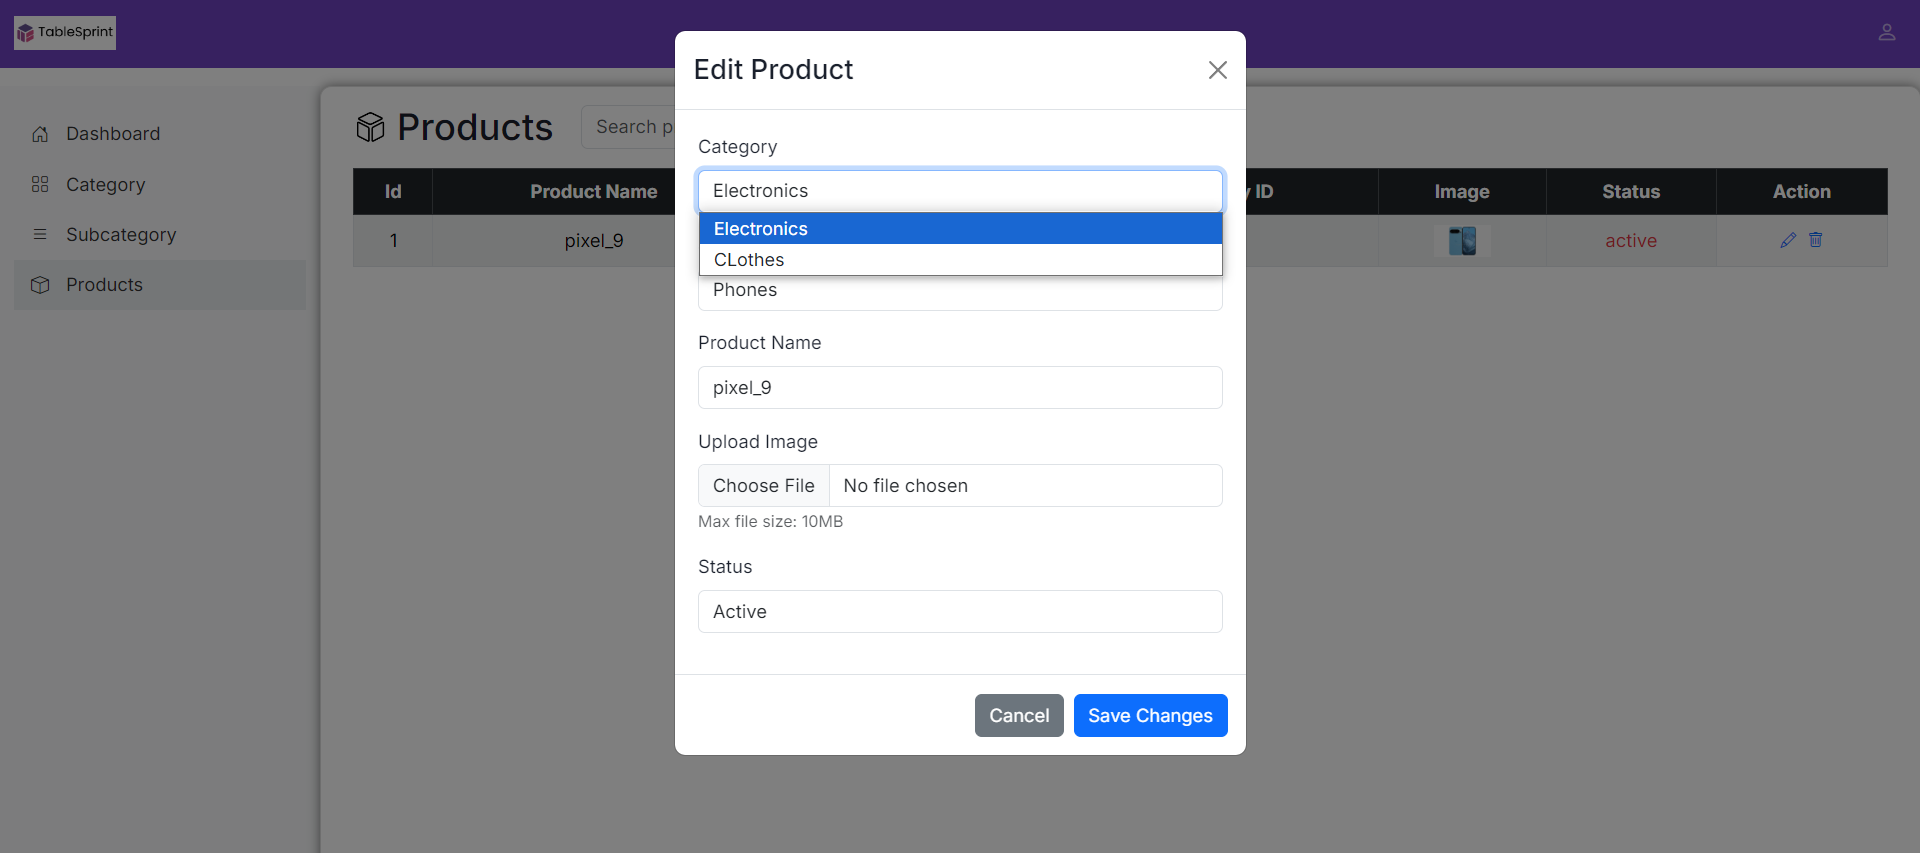 TableSprint
Dashboard
Category
Subcategory
Products
Products
Search p
Id
Product Name
y ID
Image
Status
Action
1
pixel_9
active
Edit Product
Category
Electronics
Electronics
CLothes
Phones
Product Name
pixel_9
Upload Image
Choose File
No file chosen
Max file size: 10MB
Status
Active
Cancel
Save Changes